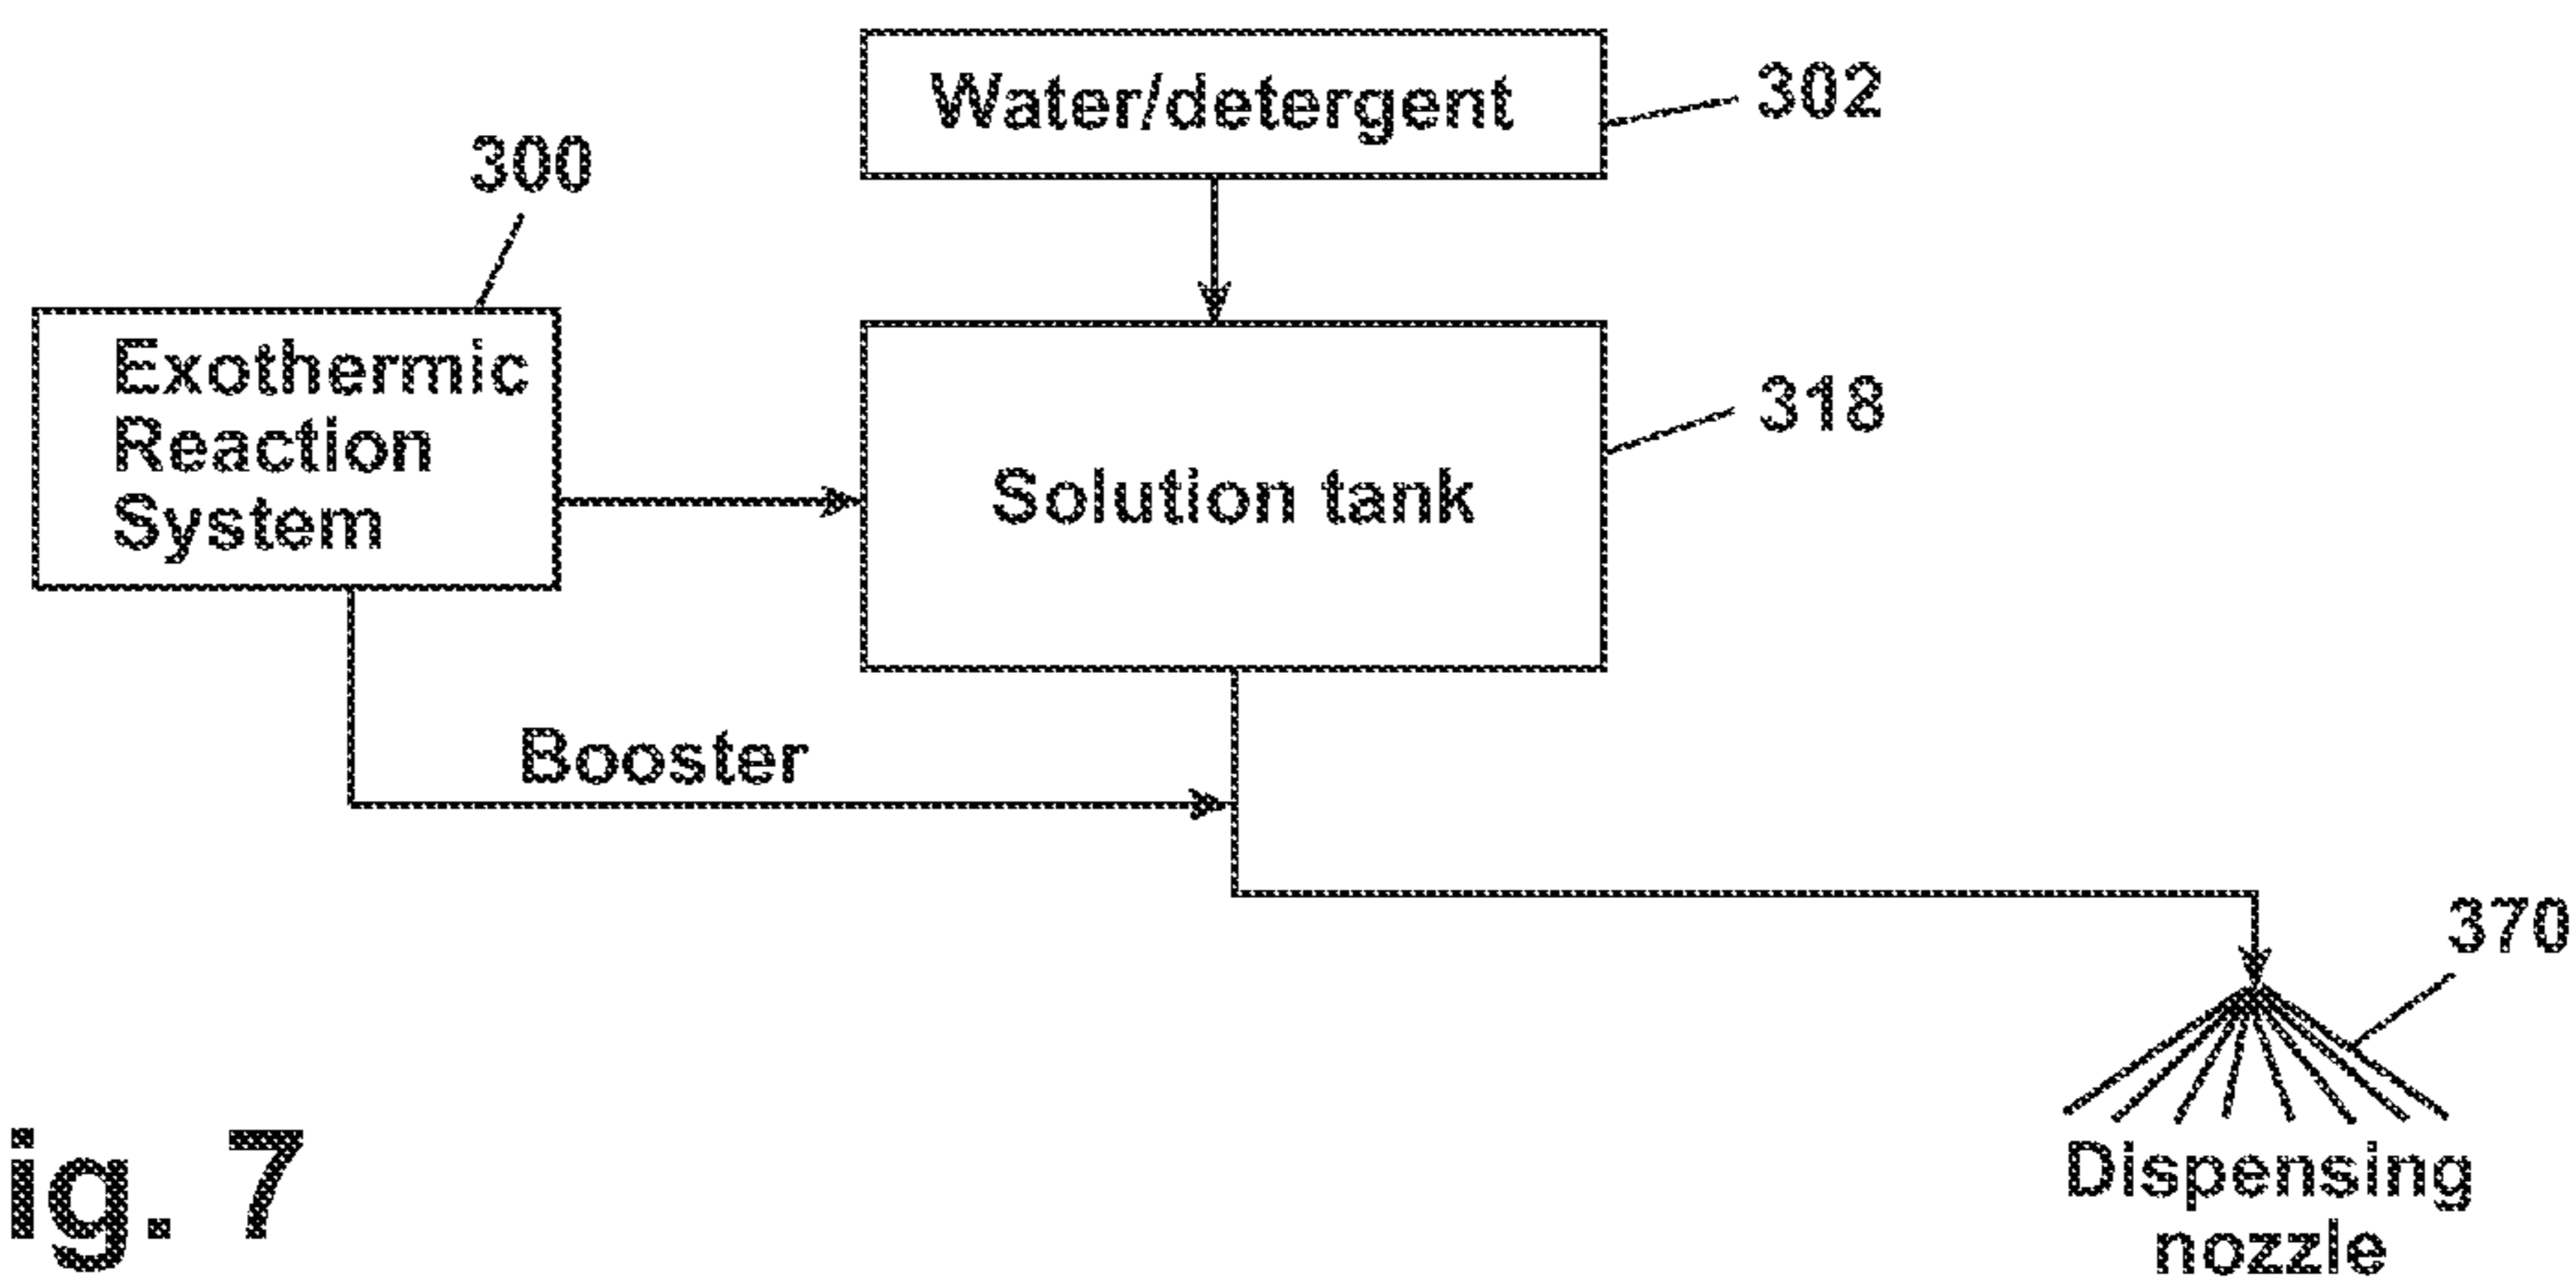 Water/detergent
302
300
Exothermic
Reaction
System
318
Solution tank
Booster
370
Dispensing
nozzle
ig. 7